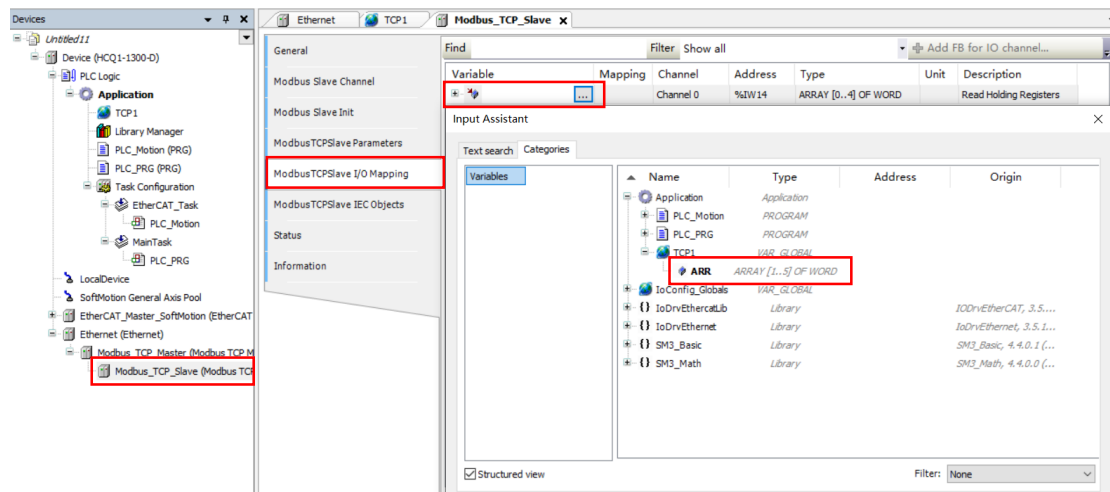 Devices
Untitled11
Device (HCQ1-1300-D)
PLC Logic
Application
TCP1
Library Manager
PLC_Motion (PRG)
PLC_PRG (PRG)
Task Configuration
EtherCAT_Task
PLC_Motion
MainTask
PLC_PRG
LocalDevice
SoftMotion General Axis Pool
EtherCAT_Master_SoftMotion (EtherCAT
Ethernet (Ethernet)
Modbus_TCP_Master (Modbus TCP M
Modbus_TCP_Slave (Modbus TCP
Ethernet TCP1 Modbus_TCP_Slave
General
Modbus Slave Channel
Modbus Slave Init
ModbusTCPSlave Parameters
ModbusTCPSlave I/O Mapping
ModbusTCPSlave IEC Objects
Status
Information
Find Filter Show all Add FB for IO channel...
Variable Mapping Channel Address Type Unit Description
... Channel 0 %IW14 ARRAY [0..4] OF WORD Read Holding Registers
Input Assistant
Text search Categories
Variables
Name Type Address Origin
Application Application
PLC_Motion PROGRAM
PLC_PRG PROGRAM
TCP1 VAR_GLOBAL
ARR ARRAY [1..5] OF WORD
IoConfig_Globals VAR_GLOBAL
IoDrvEthercatLib Library IODrvEtherCAT, 3.5....
IoDrvEthernet Library IoDrvEthernet, 3.5.1...
SM3_Basic Library SM3_Basic, 4.4.0.1 (...
SM3_Math Library SM3_Math, 4.4.0.0 (...
Structured view Filter: None